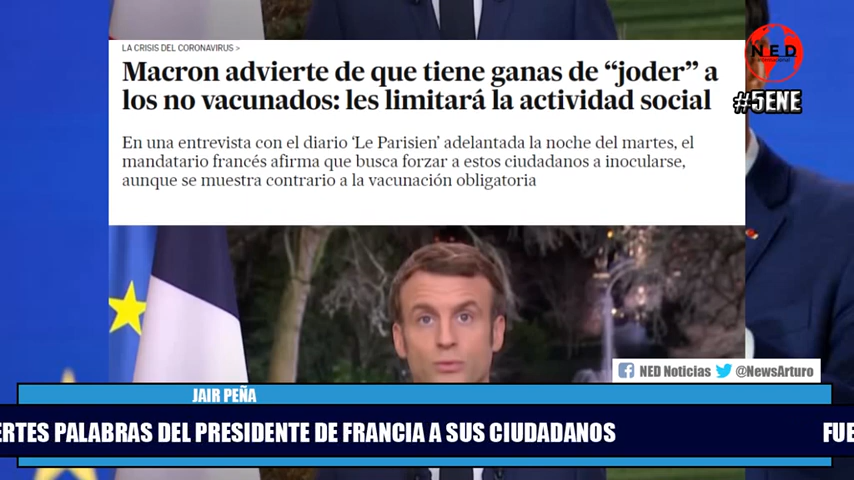 LA CRISIS DEL CORONAVIRUS >
Macron advierte de que tiene ganas de “joder” a
los no vacunados: les limitará la actividad social
En una entrevista con el diario ‘Le Parisien’ adelantada la noche del martes, el
mandatario francés afirma que busca forzar a estos ciudadanos a inocularse,
aunque se muestra contrario a la vacunación obligatoria
NED
#5ENE
NED Noticias @NewsArturo
JAIR PEÑA
ERTES PALABRAS DEL PRESIDENTE DE FRANCIA A SUS CIUDADANOS FUE